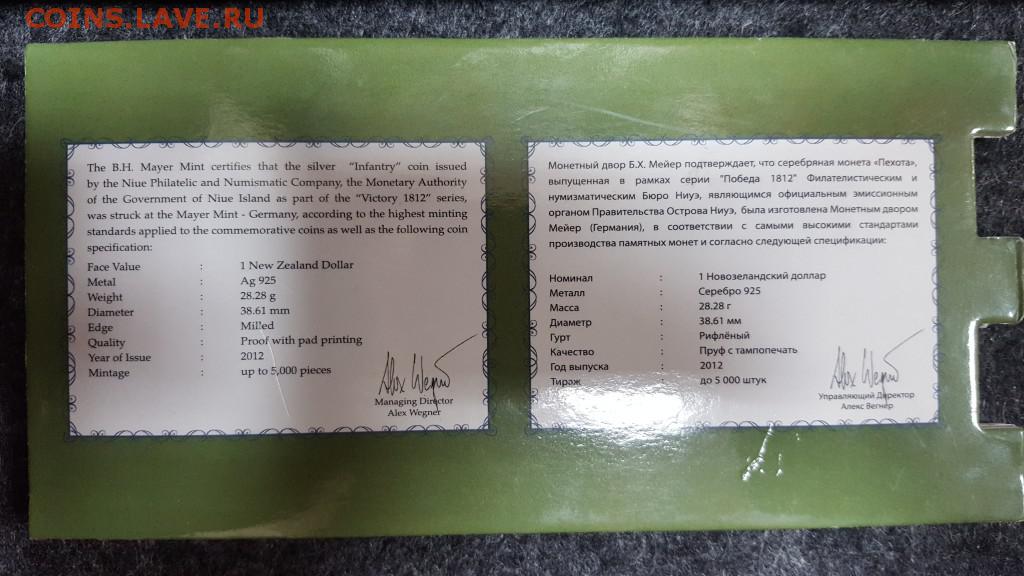 COINS.LAVE.RU
The B.H. Mayer Mint certifies that the silver "Infantry" coin issued
by the Niue Philatelic and Numismatic Company, the Monetary Authority
of the Government of Niue Island as part of the "Victory 1812" series,
was struck at the Mayer Mint - Germany, according to the highest minting
standards applied to the commemorative coins as well as the following coin
specification:
Face Value : 1 New Zealand Dollar
Metal : Ag 925
Weight : 28.28 g
Diameter : 38.61 mm
Edge : Milled
Quality : Proof with pad printing
Year of Issue : 2012
Mintage : up to 5,000 pieces
Alex Wegner
Managing Director
Alex Wegner
Монетный двор Б.Х. Мейер подтверждает, что серебряная монета «Пехота»,
выпущенная в рамках серии "Победа 1812" Филателистическим и
нумизматическим Бюро Ниуэ, являющимся официальным эмиссионным
органом Правительства Острова Ниуэ, была изготовлена Монетным двором
Мейер (Германия), в соответствии с самыми высокими стандартами
производства памятных монет и согласно следующей спецификации:
Номинал : 1 Новозеландский доллар
Металл : Серебро 925
Масса : 28.28 г
Диаметр : 38.61 мм
Гурт : Рифлёный
Качество : Пруф с тампопечать
Год выпуска : 2012
Тираж : до 5 000 штук
Alex Wegner
Управляющий Директор
Алекс Вегнер